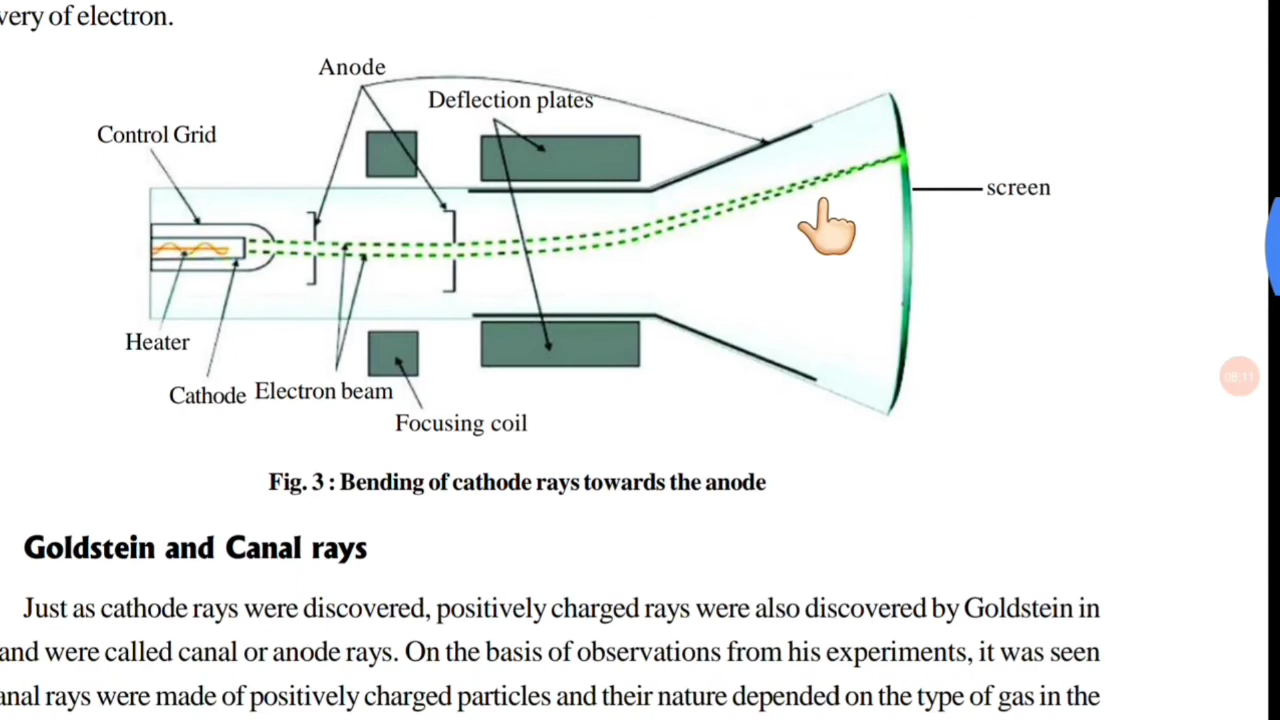 very of electron.
Anode
Deflection plates
Control Grid
screen
Heater
Cathode
Electron beam
Focusing coil
Fig. 3 : Bending of cathode rays towards the anode
Goldstein and Canal rays
Just as cathode rays were discovered, positively charged rays were also discovered by Goldstein in
and were called canal or anode rays. On the basis of observations from his experiments, it was seen
anal rays were made of positively charged particles and their nature depended on the type of gas in the
08:11